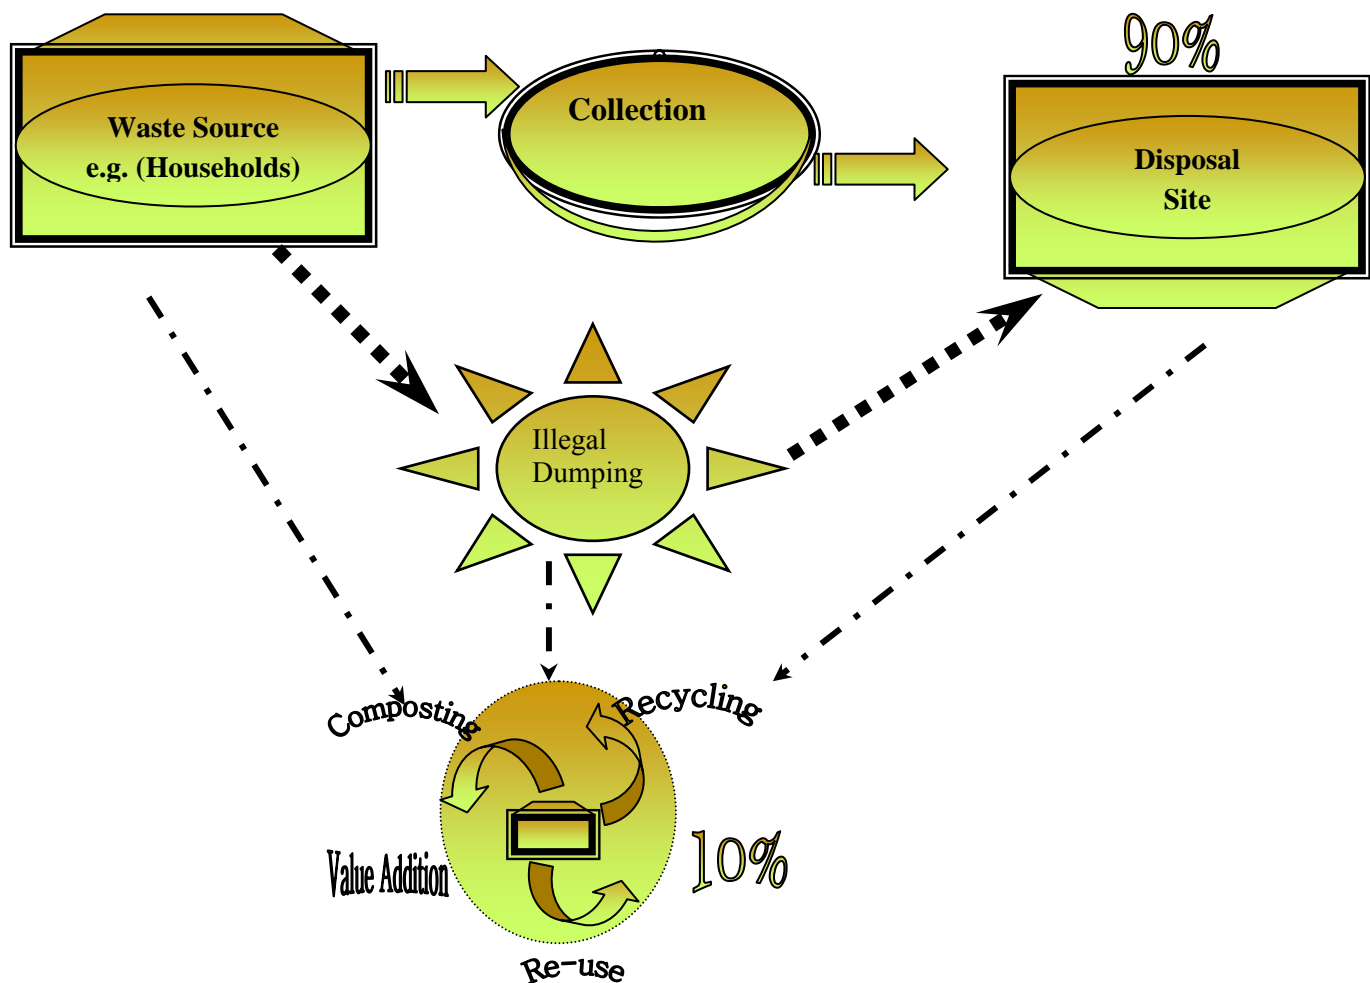 90%
Waste Source
e.g. (Households)
Collection
Disposal
Site
Illegal
Dumping
Composting
Recycling
Value Addition
10%
Re-use